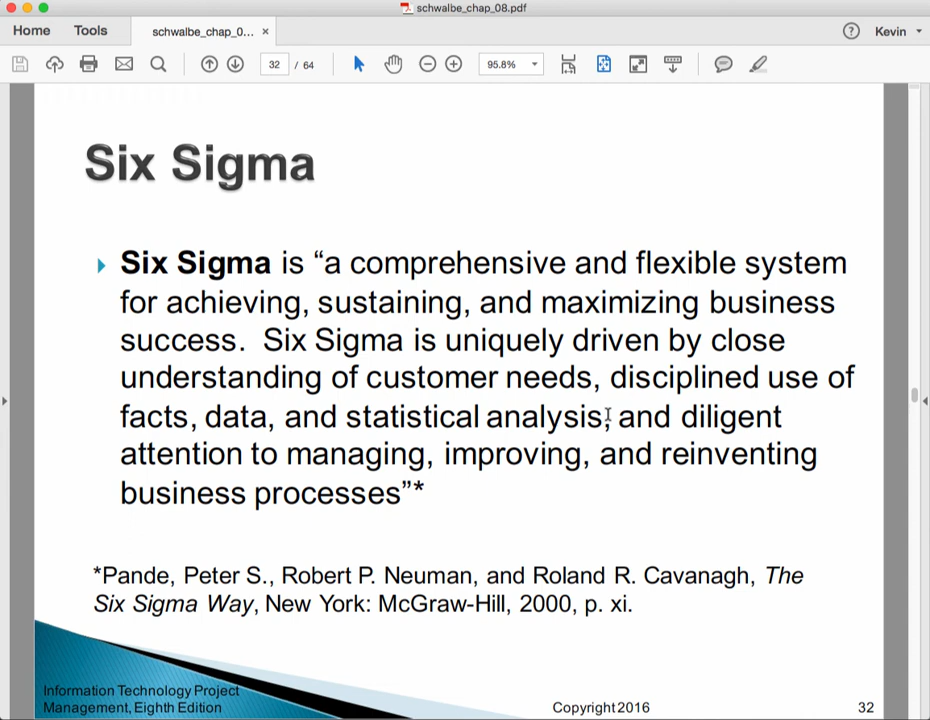 schwalbe_chap_08.pdf
Home Tools schwalbe_chap_0... × ? Kevin
32 / 64 95.8%
Six Sigma
Six Sigma is “a comprehensive and flexible system
for achieving, sustaining, and maximizing business
success. Six Sigma is uniquely driven by close
understanding of customer needs, disciplined use of
facts, data, and statistical analysis, and diligent
attention to managing, improving, and reinventing
business processes”*
*Pande, Peter S., Robert P. Neuman, and Roland R. Cavanagh, The
Six Sigma Way, New York: McGraw-Hill, 2000, p. xi.
Information Technology Project
Management, Eighth Edition
Copyright 2016
32